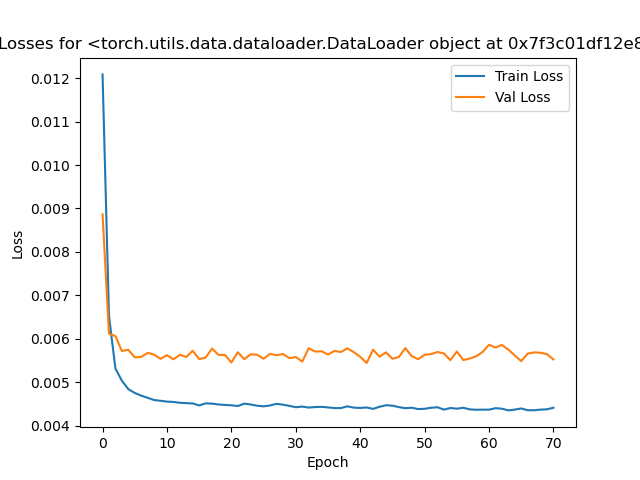 Losses for <torch.utils.data.dataloader.DataLoader object at 0x7f3c01df12e8
Train Loss
Val Loss
0.012
0.011
0.010
0.009
0.008
0.007
0.006
0.005
0.004
Loss
0 10 20 30 40 50 60 70
Epoch